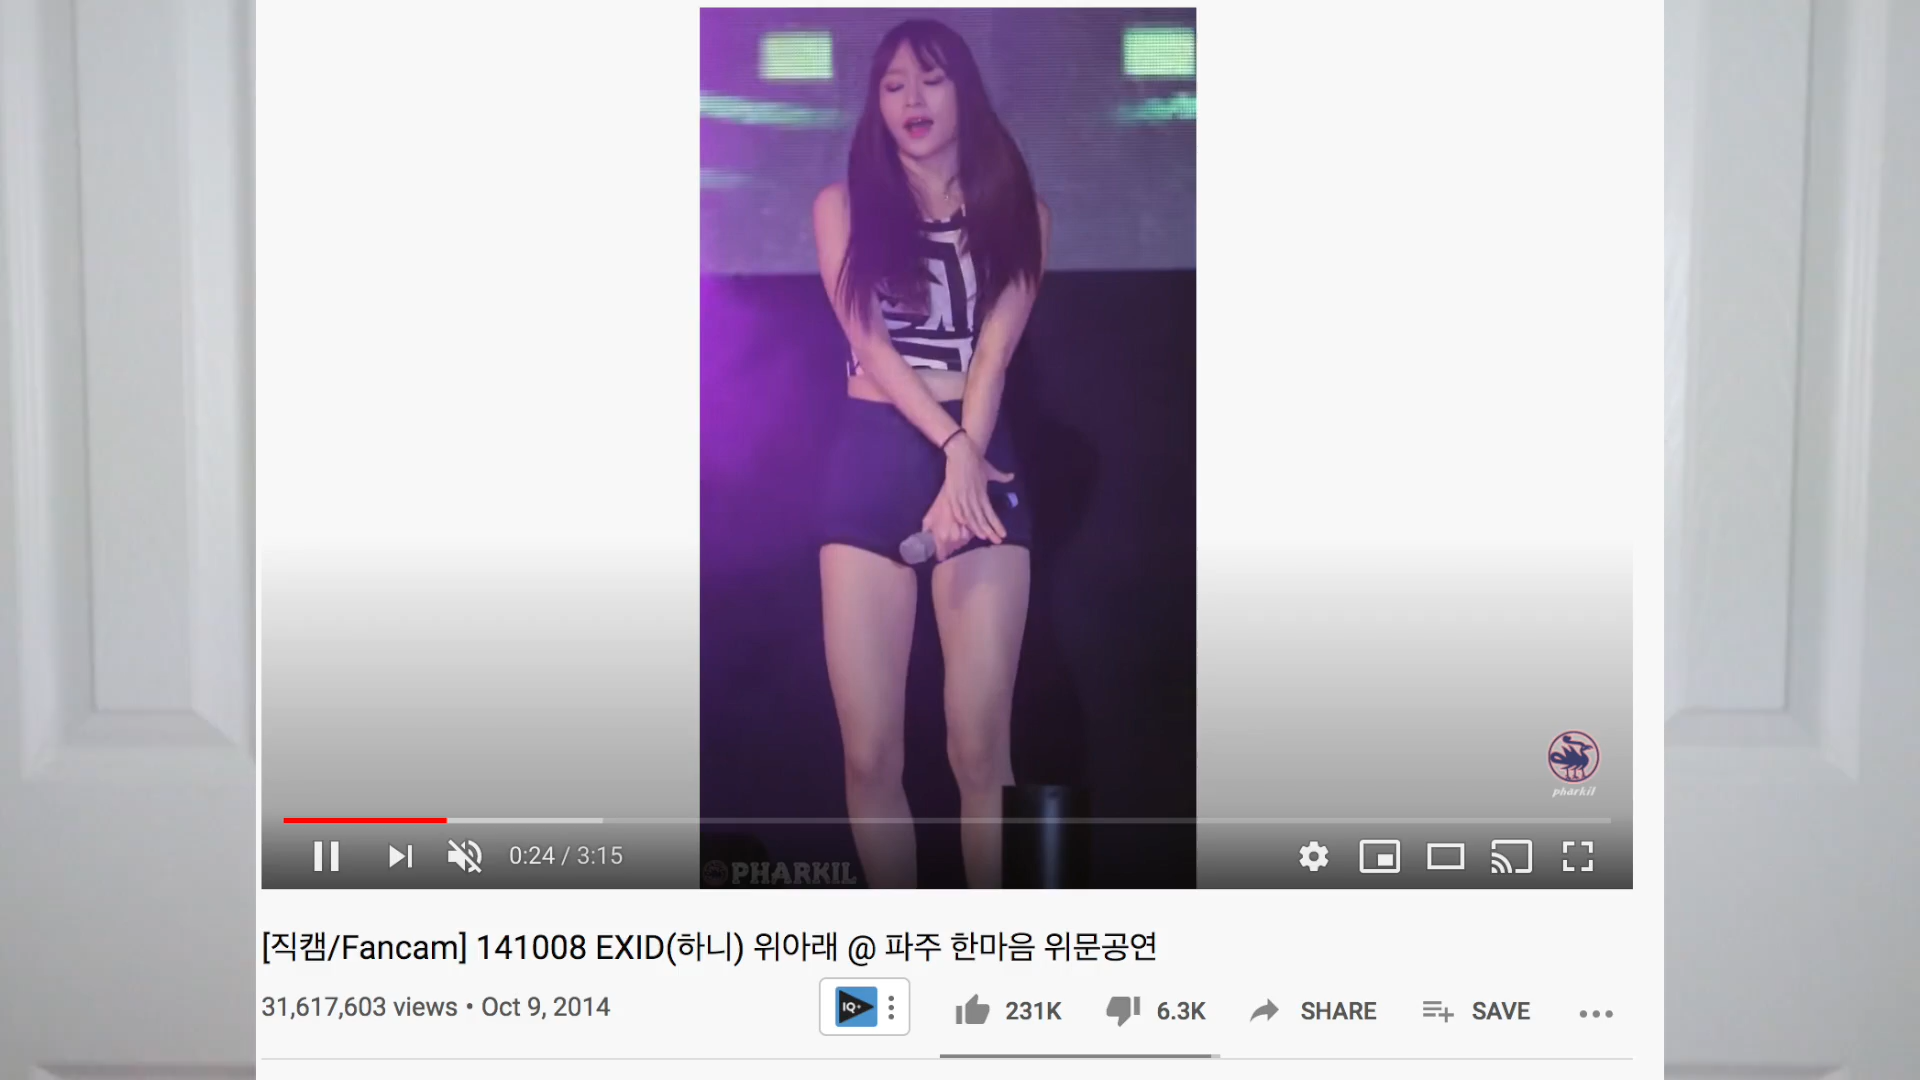 PHARKIL
pharkil
0:24 / 3:15
[직캠/Fancam] 141008 EXID(하니) 위아래 @ 파주 한마음 위문공연
31,617,603 views • Oct 9, 2014
IQ
231K
6.3K
SHARE
SAVE